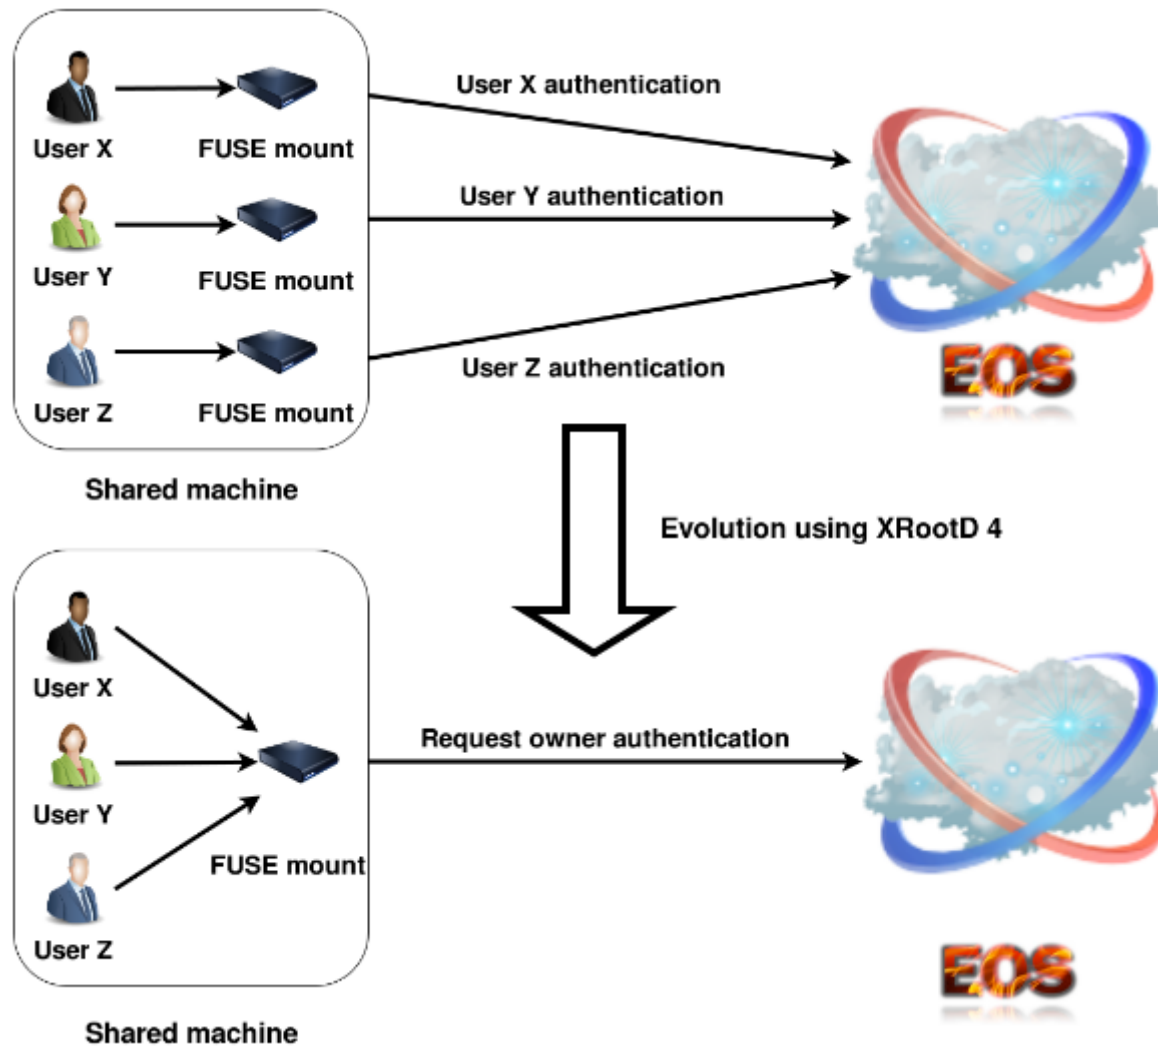 User X authentication
User X
FUSE mount
User Y authentication
User Y
FUSE mount
User Z authentication
User Z
FUSE mount
EOS
Shared machine
Evolution using XRootD 4
User X
Request owner authentication
User Y
FUSE mount
User Z
EOS
Shared machine